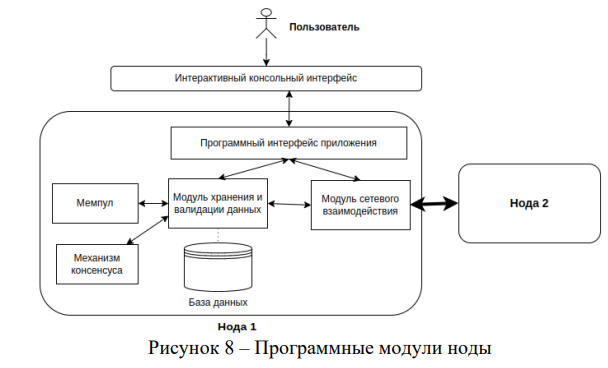 Пользователь
Интерактивный консольный интерфейс
Программный интерфейс приложения
Мемпул
Модуль хранения и
валидации данных
Модуль сетевого
взаимодействия
Нода 2
Механизм
консенсуса
База данных
Нода 1
Рисунок 8 – Программные модули ноды